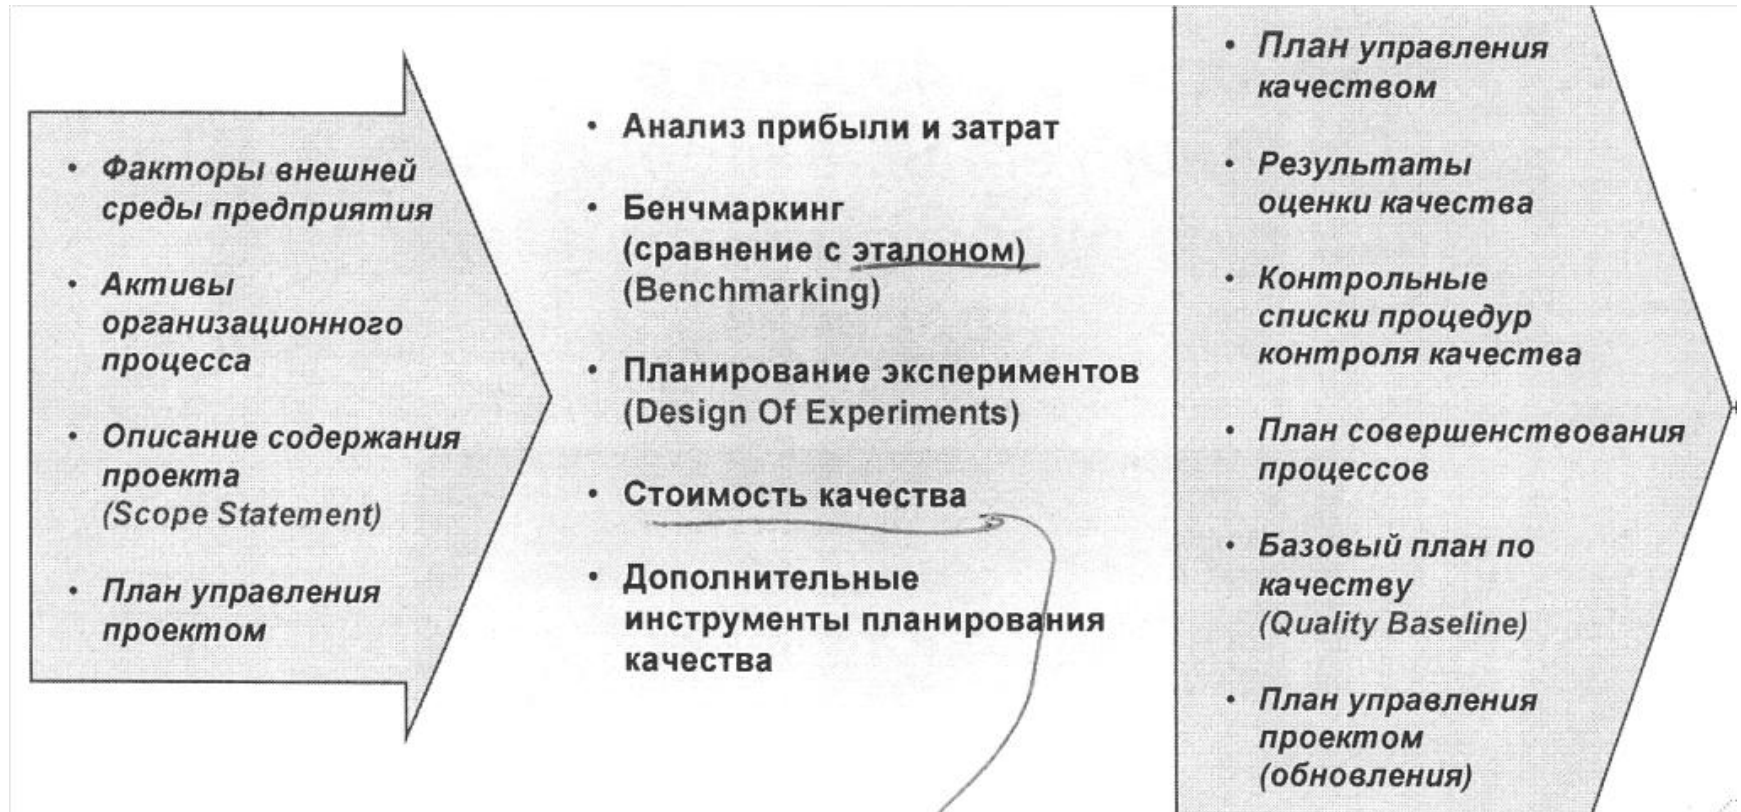 • Факторы внешней
среды предприятия
• Активы
организационного
процесса
• Описание содержания
проекта
(Scope Statement)
• План управления
проектом
• Анализ прибыли и затрат
• Бенчмаркинг
(сравнение с эталоном)
(Benchmarking)
• Планирование экспериментов
(Design Of Experiments)
• Стоимость качества
• Дополнительные
инструменты планирования
качества
• План управления
качеством
• Результаты
оценки качества
• Контрольные
списки процедур
контроля качества
• План совершенствования
процессов
• Базовый план по
качеству
(Quality Baseline)
• План управления
проектом
(обновления)